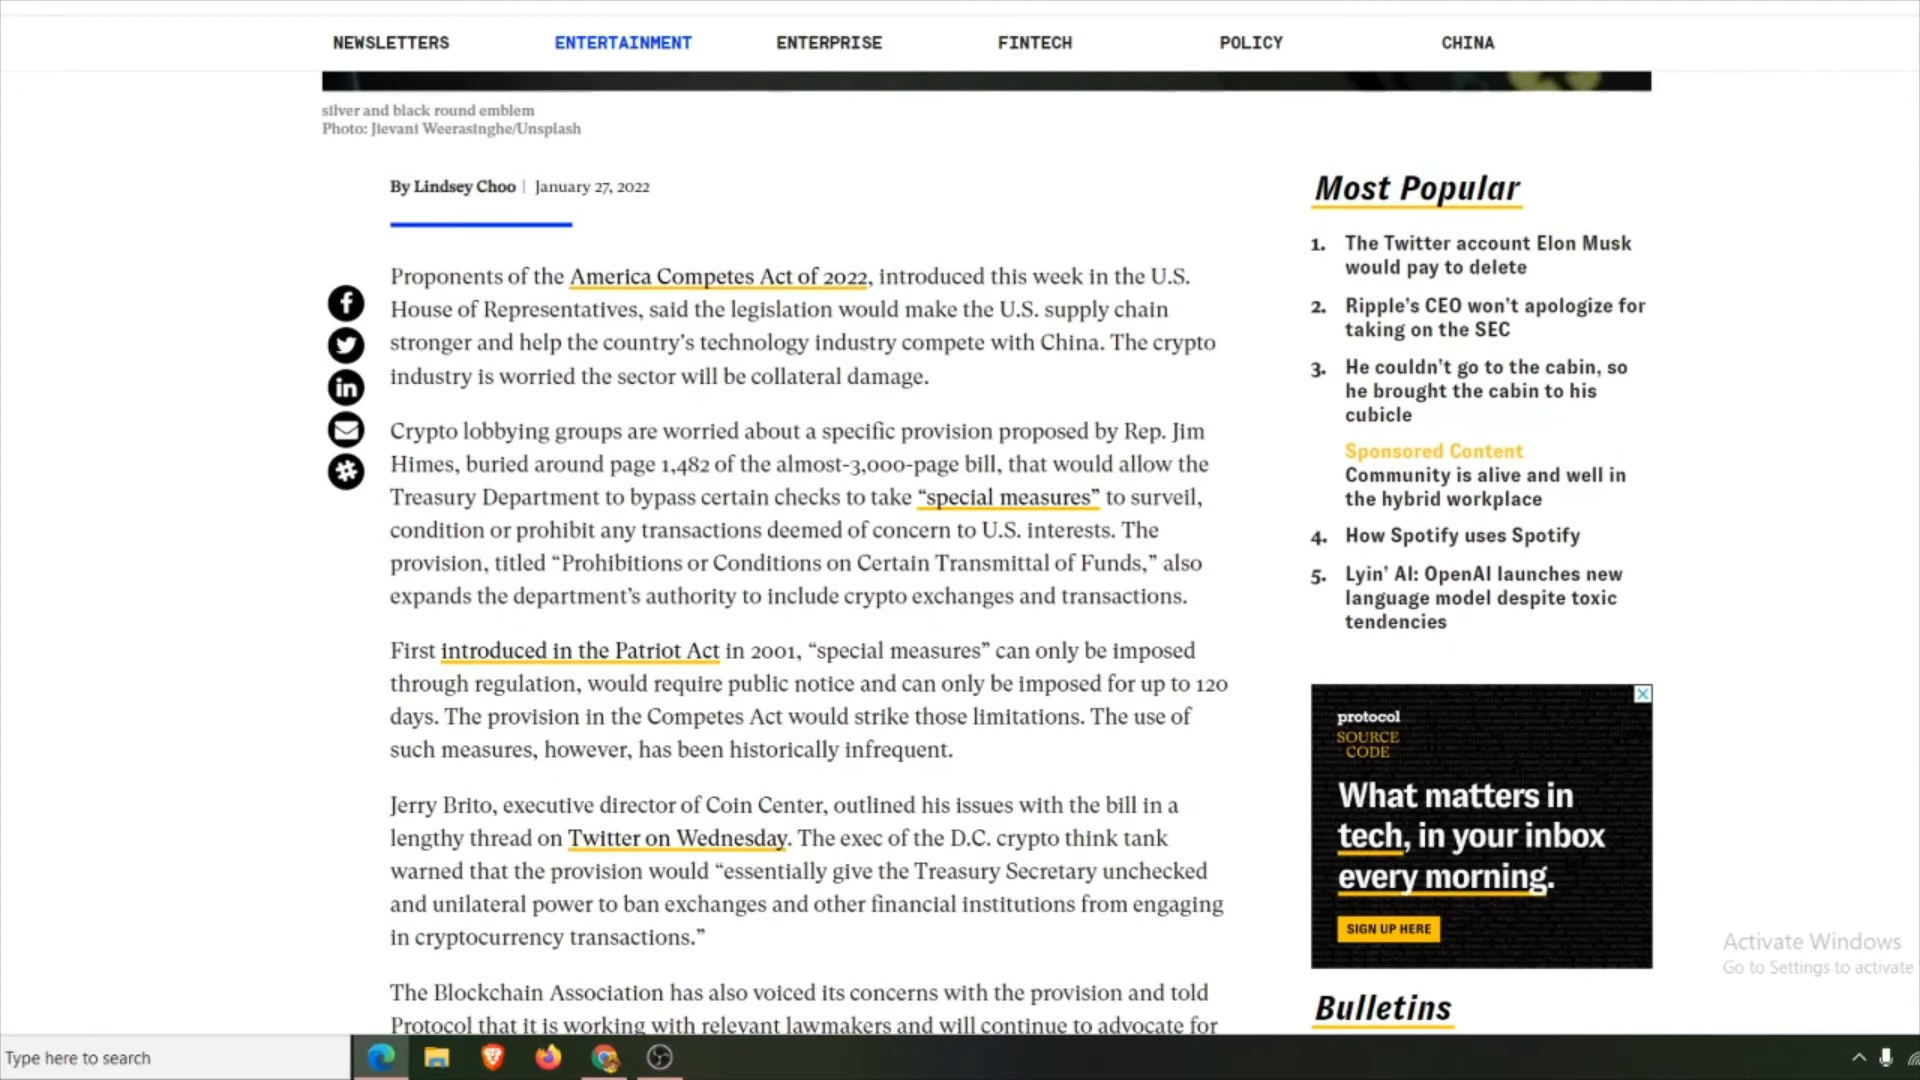 NEWSLETTERS ENTERTAINMENT ENTERPRISE FINTECH POLICY CHINA
silver and black round emblem
Photo: Jievani Weerasinghe/Unsplash
By Lindsey Choo | January 27, 2022
Proponents of the America Competes Act of 2022, introduced this week in the U.S.
House of Representatives, said the legislation would make the U.S. supply chain
stronger and help the country's technology industry compete with China. The crypto
industry is worried the sector will be collateral damage.
Crypto lobbying groups are worried about a specific provision proposed by Rep. Jim
Himes, buried around page 1,482 of the almost-3,000-page bill, that would allow the
Treasury Department to bypass certain checks to take “special measures” to surveil,
condition or prohibit any transactions deemed of concern to U.S. interests. The
provision, titled “Prohibitions or Conditions on Certain Transmittal of Funds,” also
expands the department's authority to include crypto exchanges and transactions.
First introduced in the Patriot Act in 2001, “special measures” can only be imposed
through regulation, would require public notice and can only be imposed for up to 120
days. The provision in the Competes Act would strike those limitations. The use of
such measures, however, has been historically infrequent.
Jerry Brito, executive director of Coin Center, outlined his issues with the bill in a
lengthy thread on Twitter on Wednesday. The exec of the D.C. crypto think tank
warned that the provision would “essentially give the Treasury Secretary unchecked
and unilateral power to ban exchanges and other financial institutions from engaging
in cryptocurrency transactions.”
The Blockchain Association has also voiced its concerns with the provision and told
Protocol that it is working with relevant lawmakers and will continue to advocate for
Most Popular
1. The Twitter account Elon Musk
would pay to delete
2. Ripple's CEO won't apologize for
taking on the SEC
3. He couldn't go to the cabin, so
he brought the cabin to his
cubicle
Sponsored Content
Community is alive and well in
the hybrid workplace
4. How Spotify uses Spotify
5. Lyin' AI: OpenAI launches new
language model despite toxic
tendencies
protocol
SOURCE
CODE
What matters in
tech, in your inbox
every morning.
SIGN UP HERE
Bulletins
Activate Windows
Go to Settings to activate
Type here to search